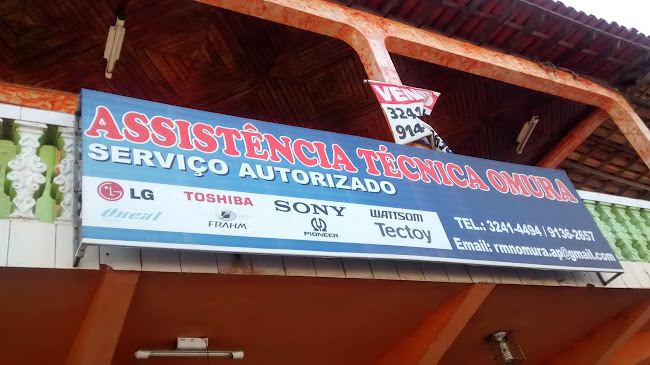 VEN
3241
914
ASSISTÊNCIA TÉCNICA OMURA
SERVIÇO AUTORIZADO
LG
TOSHIBA
SONY
WATTSOM
Oneal
FRAHM
PIONEER
Tectoy
TEL.: 3241-4494 / 9136-2657
Email: rmnomura.ap@gmail.com